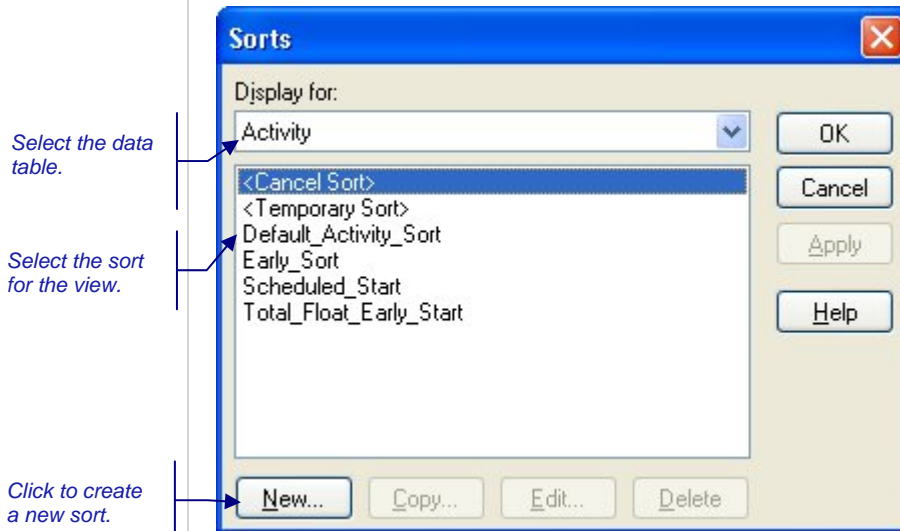 Sorts
Display for:
Select the data
table.
Activity
OK
<Cancel Sort>
Cancel
<Temporary Sort>
Default_Activity_Sort
Apply
Select the sort
for the view.
Early_Sort
Scheduled_Start
Total_Float_Early_Start
Help
Click to create
a new sort.
New...
Copy...
Edit...
Delete